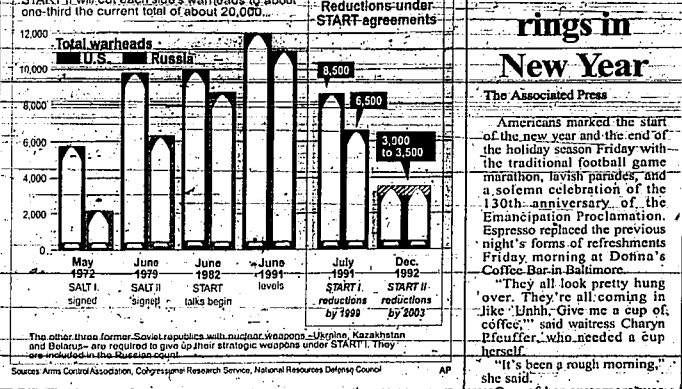 START II will cut each side's warheads to about
one-third the current total of about 20,000...
Reductions under
START agreements
12,000
10,000
8,000
6,000
4,000
2,000
0
Total warheads
U.S. Russia
8,500
6,500
3,000
to 3,500
May
1972
SALT I
signed
June
1979
SALT II
signed
June
1982
START
talks begin
June
1991
levels
July
1991
START I
reductions
by 1999
Dec.
1992
START II
reductions
by 2003
The other three former Soviet republics with nuclear weapons –Ukraine, Kazakhstan
and Belarus– are required to give up their strategic weapons under START I. They
are included in the Russian count.
Sources: Arms Control Association, Congressional Research Service, National Resources Defense Council AP
rings in
New Year
The Associated Press
Americans marked the start
of the new year and the end of
the holiday season Friday with
the traditional football game
marathon, lavish parades, and
a solemn celebration of the
130th anniversary of the
Emancipation Proclamation.
Espresso replaced the previous
night's forms of refreshments
Friday morning at Donna's
Coffee Bar in Baltimore.
"They all look pretty hung
over. They're all coming in
like 'Unhh, Give me a cup of
coffee,'" said waitress Charyn
Pfeuffer, who needed a cup
herself.
"It's been a rough morning,"
she said.